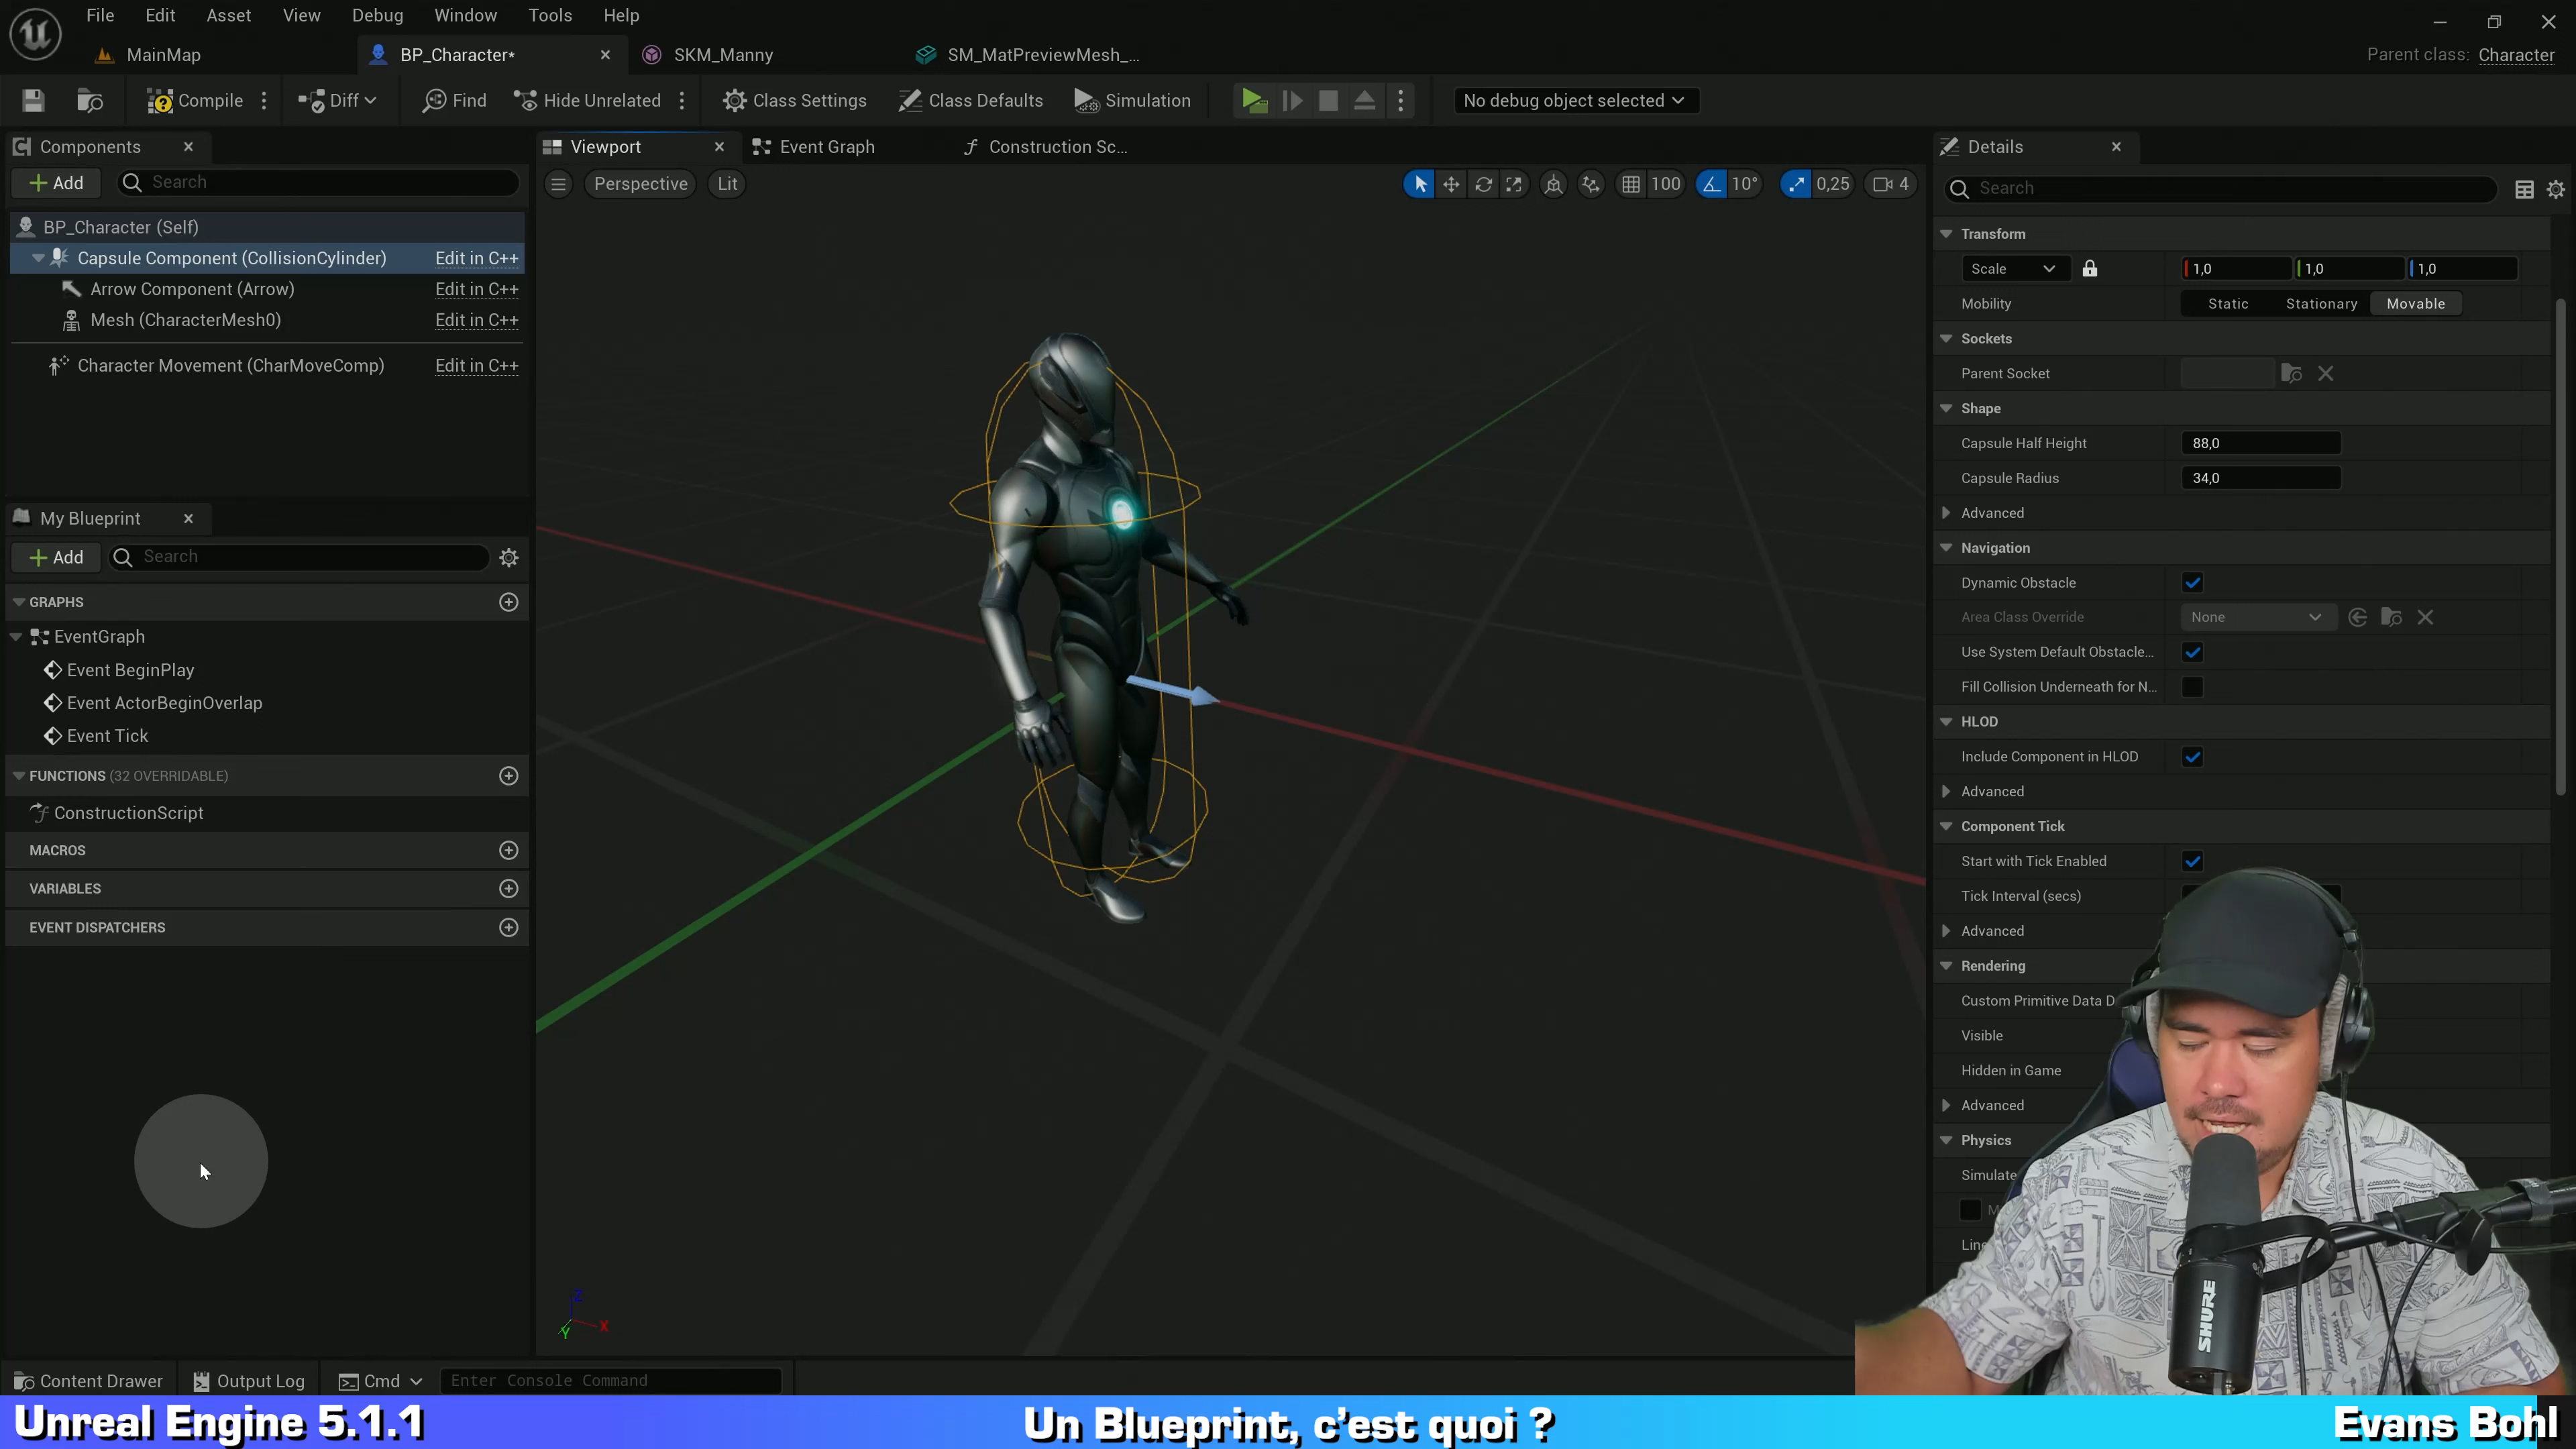 File Edit Asset View Debug Window Tools Help
MainMap BP_Character* SKM_Manny SM_MatPreviewMesh_... Parent class: Character
Compile Diff Find Hide Unrelated Class Settings Class Defaults Simulation No debug object selected
Components
Add Search
BP_Character (Self)
Capsule Component (CollisionCylinder) Edit in C++
Arrow Component (Arrow) Edit in C++
Mesh (CharacterMesh0) Edit in C++
Character Movement (CharMoveComp) Edit in C++
My Blueprint
Add Search
GRAPHS
EventGraph
Event BeginPlay
Event ActorBeginOverlap
Event Tick
FUNCTIONS (32 OVERRIDABLE)
ConstructionScript
MACROS
VARIABLES
EVENT DISPATCHERS
Viewport Event Graph Construction Sc...
Perspective Lit 100 10° 0,25 4
Z
X
Y
Details
Search
Transform
Scale 1,0 1,0 1,0
Mobility Static Stationary Movable
Sockets
Parent Socket
Shape
Capsule Half Height 88,0
Capsule Radius 34,0
Advanced
Navigation
Dynamic Obstacle
Area Class Override None
Use System Default Obstacle...
Fill Collision Underneath for N...
HLOD
Include Component in HLOD
Advanced
Component Tick
Start with Tick Enabled
Tick Interval (secs)
Advanced
Rendering
Custom Primitive Data D
Visible
Hidden in Game
Advanced
Physics
Simulate
SHURE
Content Drawer Output Log Cmd Enter Console Command
Unreal Engine 5.1.1 Un Blueprint, c'est quoi ? Evans Bohl